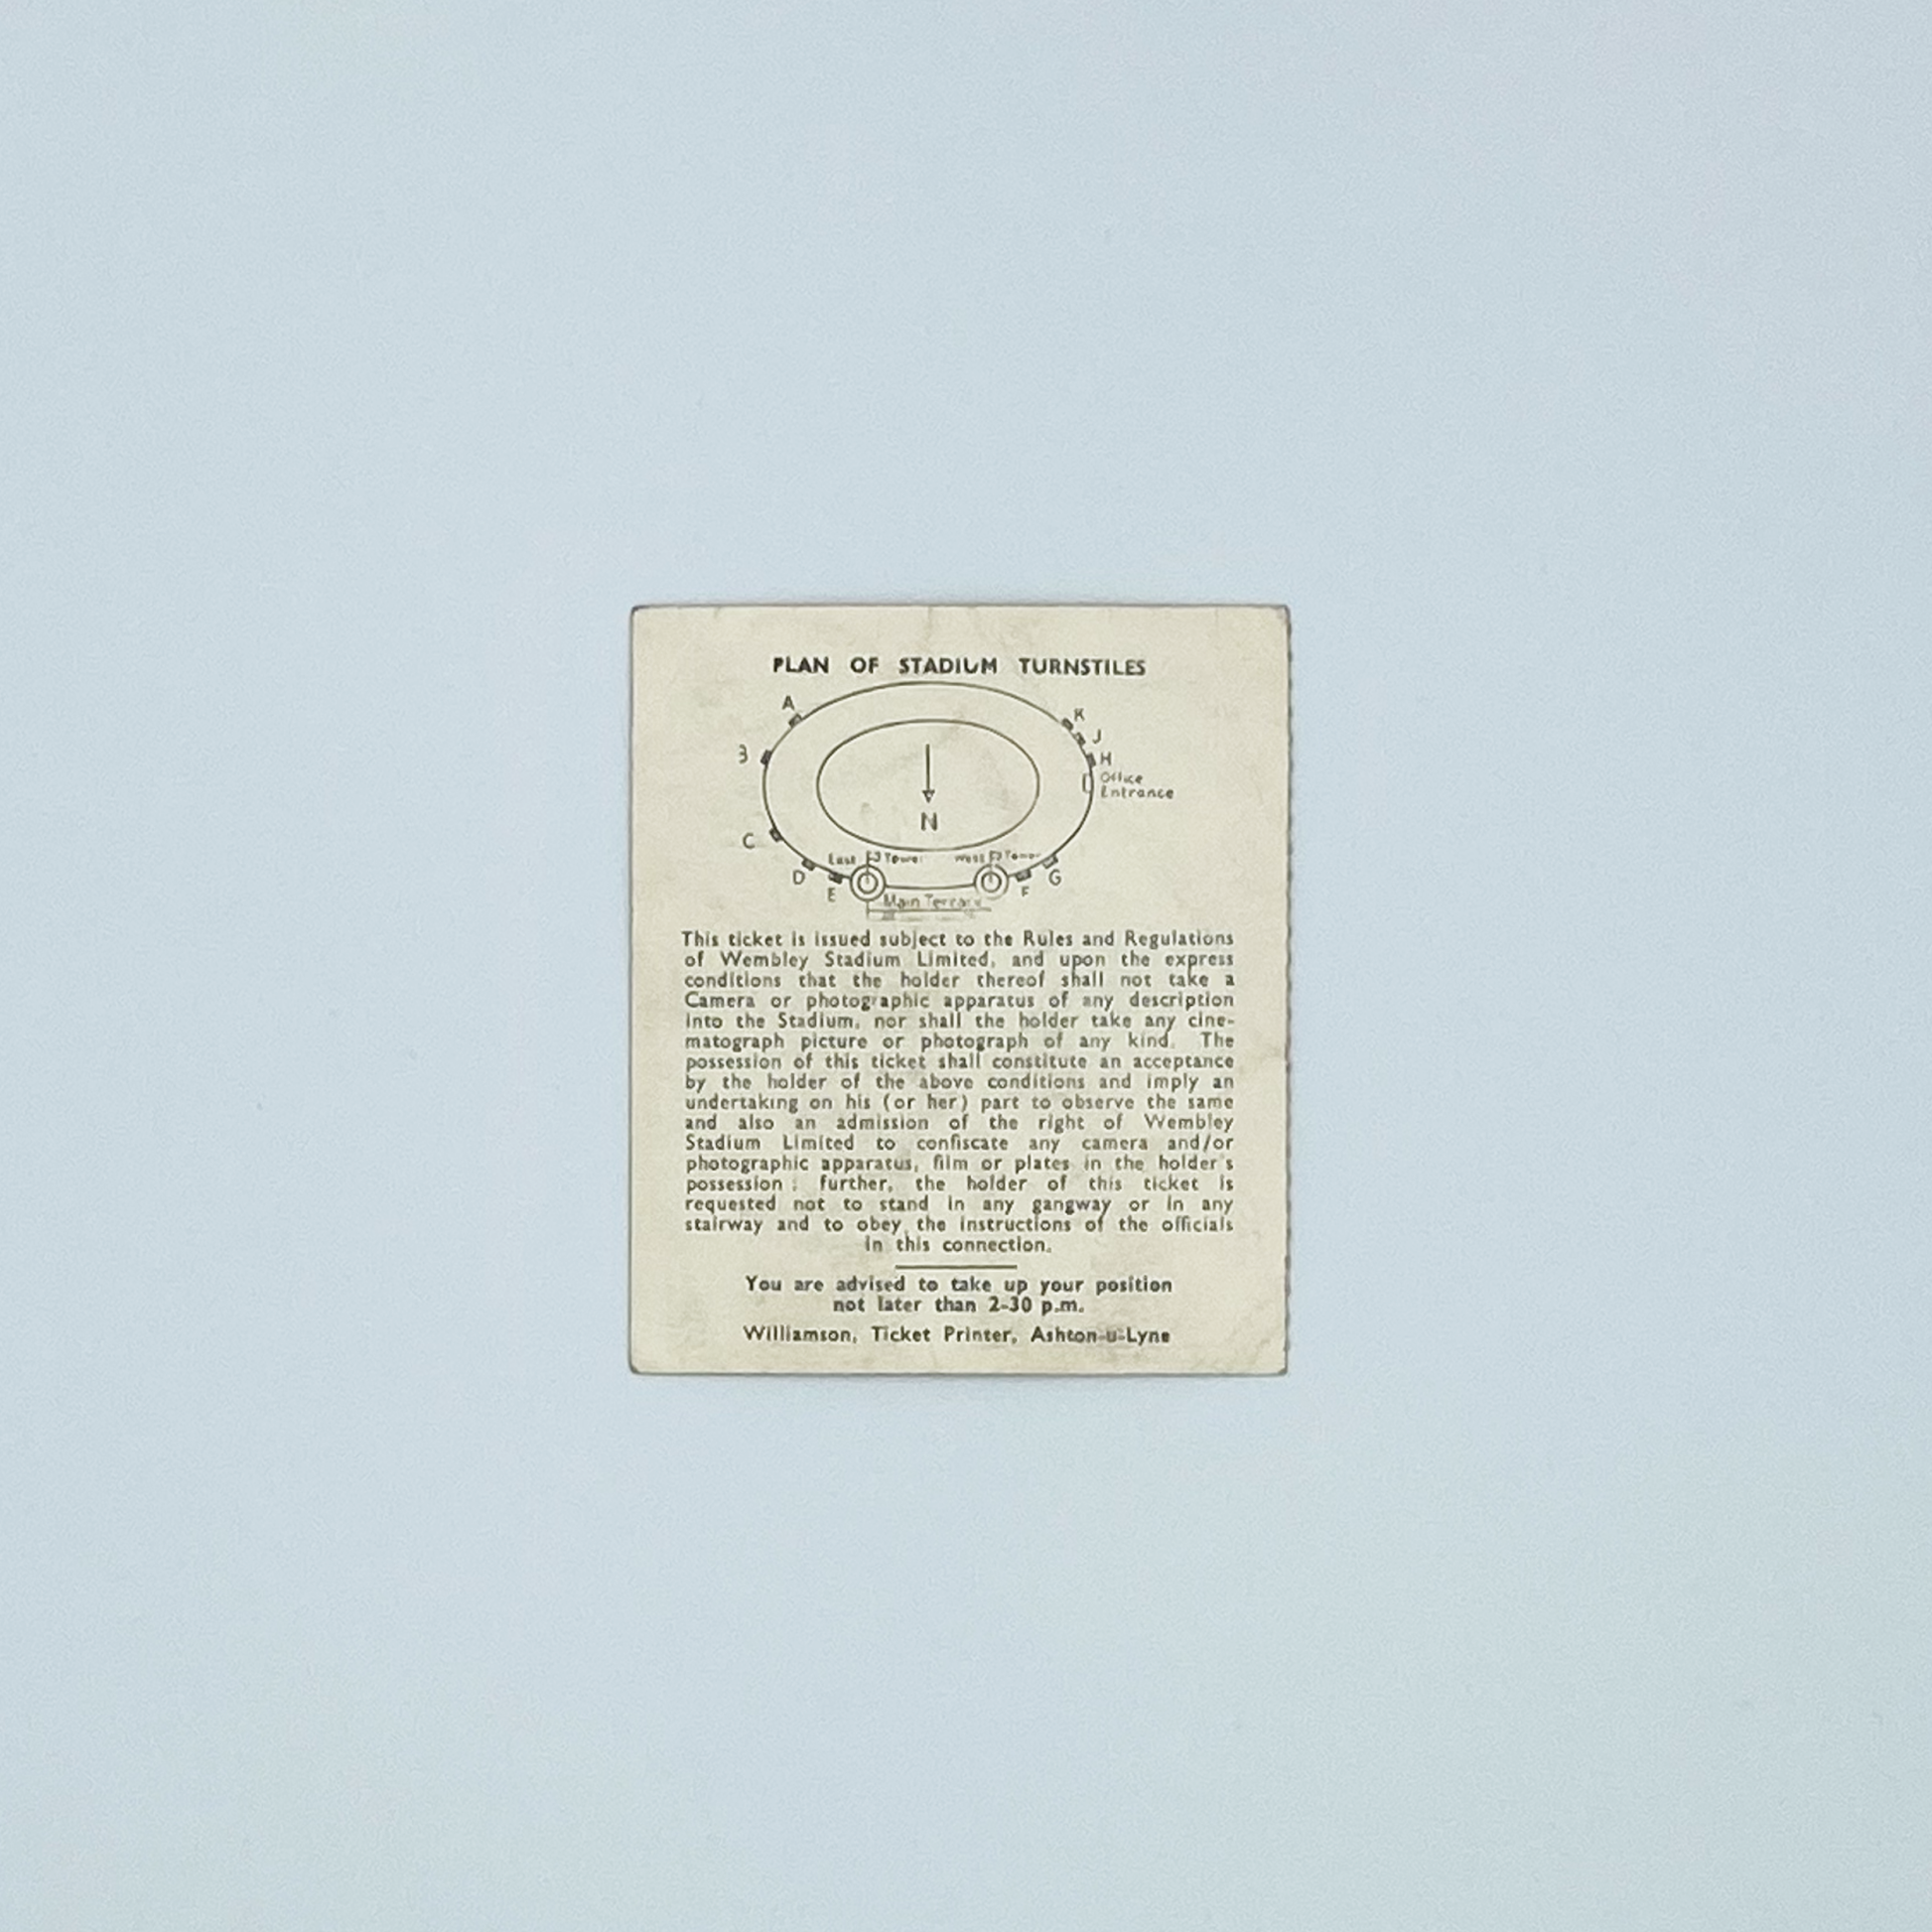 PLAN OF STADIUM TURNSTILES
A
K
J
B
H
Office
Entrance
N
C
East Tower
West Tower
D
E
F
G
Main Terrace
This ticket is issued subject to the Rules and Regulations
of Wembley Stadium Limited, and upon the express
conditions that the holder thereof shall not take a
Camera or photographic apparatus of any description
into the Stadium, nor shall the holder take any cine-
matograph picture or photograph of any kind. The
possession of this ticket shall constitute an acceptance
by the holder of the above conditions and imply an
undertaking on his (or her) part to observe the same
and also an admission of the right of Wembley
Stadium Limited to confiscate any camera and/or
photographic apparatus, film or plates in the holder's
possession ; further, the holder of this ticket is
requested not to stand in any gangway or in any
stairway and to obey the instructions of the officials
in this connection.
You are advised to take up your position
not later than 2-30 p.m.
Williamson, Ticket Printer, Ashton-u-Lyne